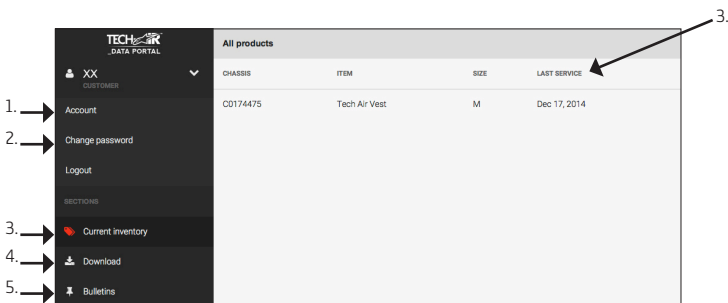 3.
TECH AIR
_DATA PORTAL
All products
XX
CUSTOMER
CHASSIS ITEM SIZE LAST SERVICE
1. Account
C0174475 Tech Air Vest M Dec 17, 2014
2. Change password
Logout
SECTIONS
3. Current inventory
4. Download
5. Bulletins